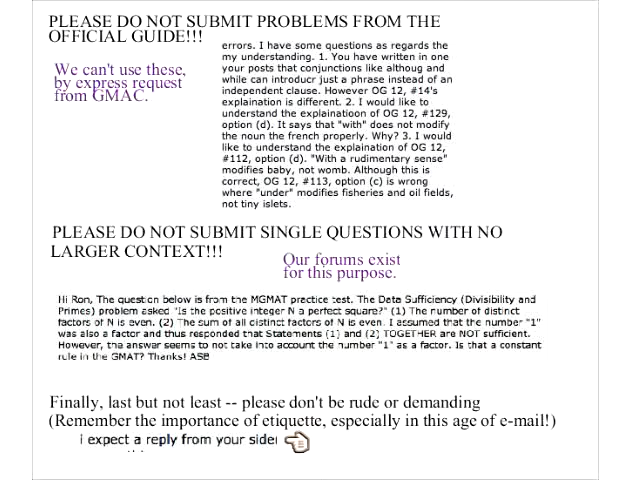 PLEASE DO NOT SUBMIT PROBLEMS FROM THE
OFFICIAL GUIDE!!!
We can't use these,
by express request
from GMAC.
errors. I have some questions as regards the
my understanding. 1. You have written in one
your posts that conjunctions like althoug and
while can introducr just a phrase instead of an
independent clause. However OG 12, #14's
explaination is different. 2. I would like to
understand the explainatioon of OG 12, #129,
option (d). It says that "with" does not modify
the noun the french properly. Why? 3. I would
like to understand the explaination of OG 12,
#112, option (d). "With a rudimentary sense"
modifies baby, not womb. Although this is
correct, OG 12, #113, option (c) is wrong
where "under" modifies fisheries and oil fields,
not tiny islets.
PLEASE DO NOT SUBMIT SINGLE QUESTIONS WITH NO
LARGER CONTEXT!!!
Our forums exist
for this purpose.
Hi Ron, The question below is from the MGMAT practice test. The Data Sufficiency (Divisibility and
Primes) problem asked "Is the positive integer N a perfect square?" (1) The number of distinct
factors of N is even. (2) The sum of all distinct factors of N is even. I assumed that the number "1"
was also a factor and thus responded that Statements (1) and (2) TOGETHER are NOT sufficient.
However, the answer seems to not take into account the number "1" as a factor. Is that a constant
rule in the GMAT? Thanks! ASB
Finally, last but not least -- please don't be rude or demanding
(Remember the importance of etiquette, especially in this age of e-mail!)
i expect a reply from your side